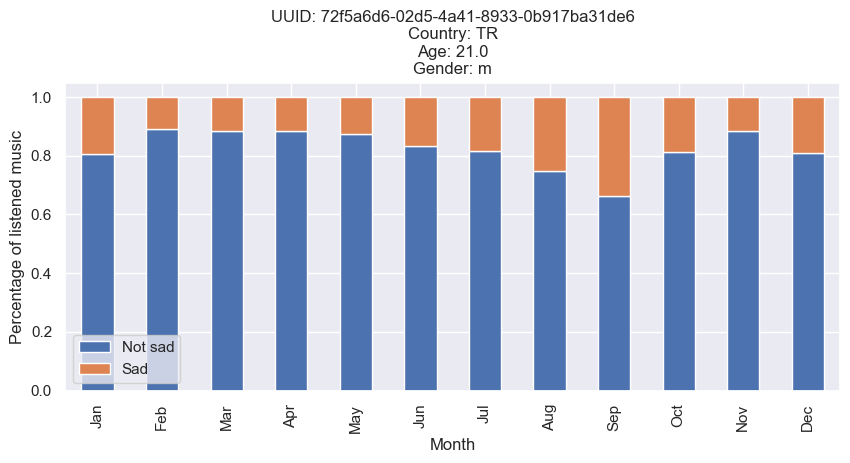 UUID: 72f5a6d6-02d5-4a41-8933-0b917ba31de6
Country: TR
Age: 21.0
Gender: m
Percentage of listened music
1.0
0.8
0.6
0.4
0.2
0.0
Not sad
Sad
Jan Feb Mar Apr May Jun Jul Aug Sep Oct Nov Dec
Month